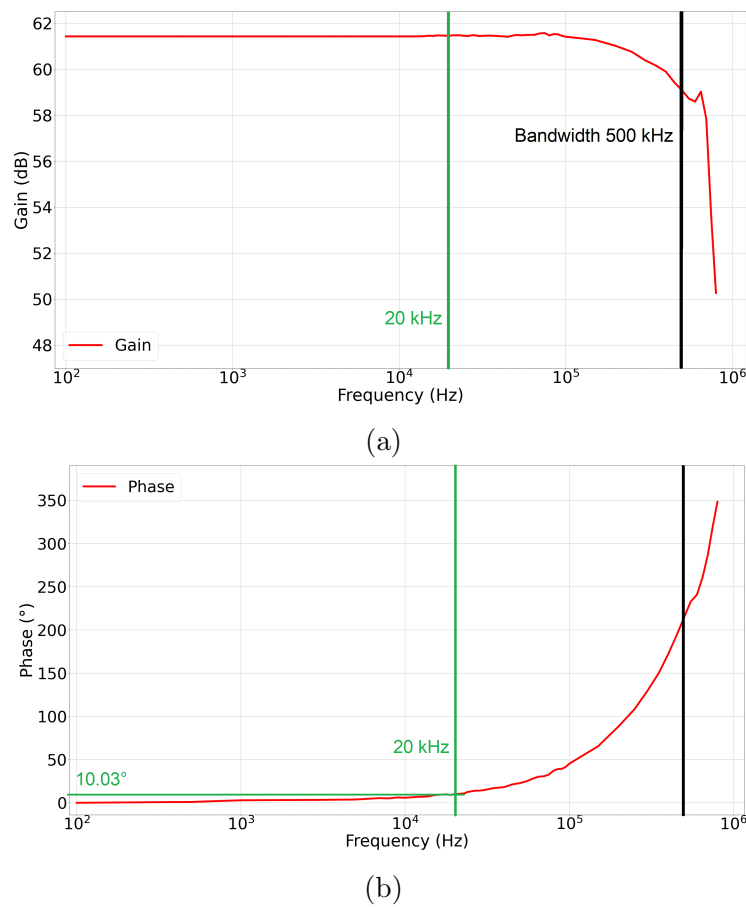 62
60
58
56
54
52
50
48
Gain (dB)
Bandwidth 500 kHz
20 kHz
Gain
10²
10³
10⁴
10⁵
10⁶
Frequency (Hz)
(a)
Phase
350
300
250
200
150
100
50
0
Phase (°)
20 kHz
10.03°
10²
10³
10⁴
10⁵
10⁶
Frequency (Hz)
(b)